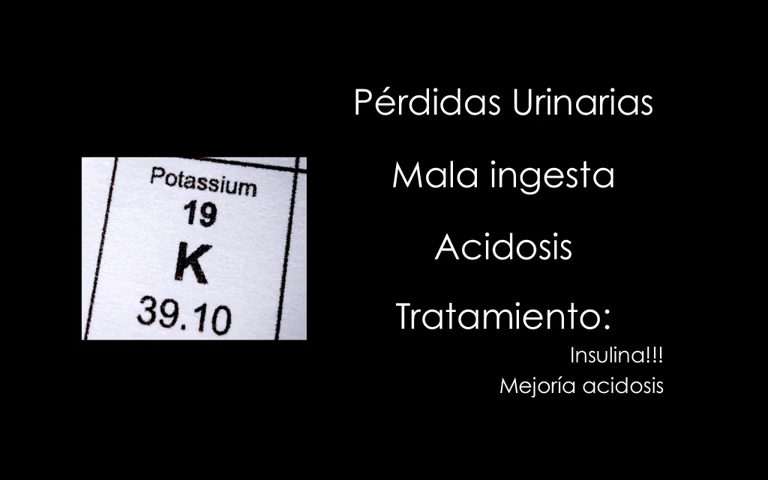 Potassium
19
K
39.10
Pérdidas Urinarias
Mala ingesta
Acidosis
Tratamiento:
Insulina!!!
Mejoría acidosis